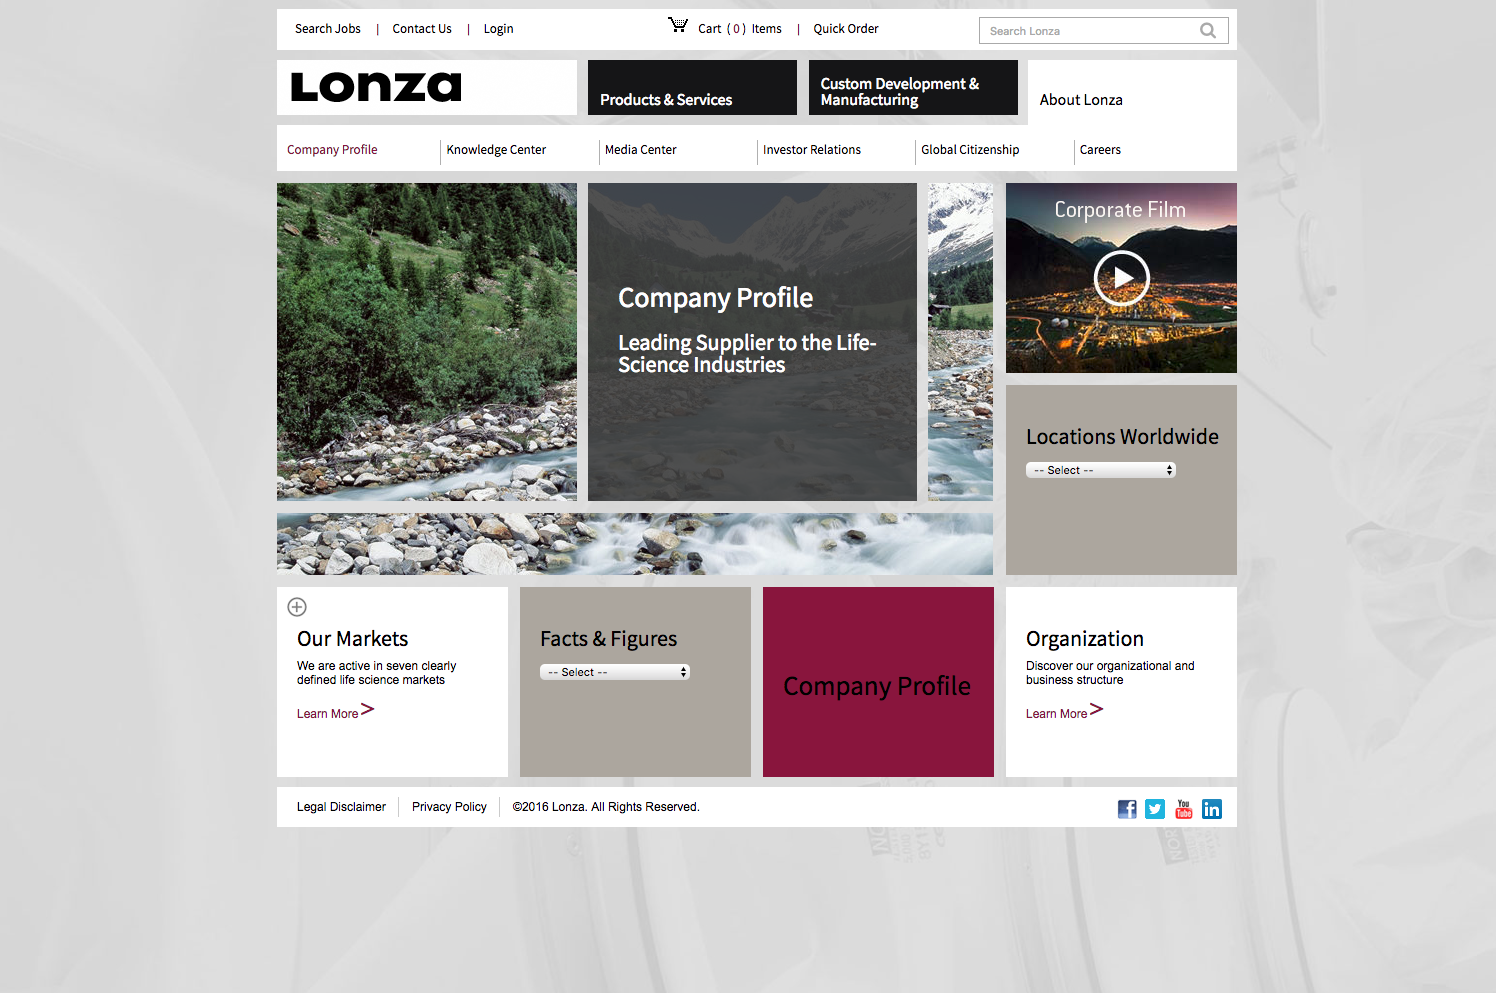 Search Jobs | Contact Us | Login
Cart ( 0 ) Items | Quick Order
Search Lonza
Lonza
Products & Services
Custom Development &
Manufacturing
About Lonza
Company Profile
Knowledge Center
Media Center
Investor Relations
Global Citizenship
Careers
Company Profile
Leading Supplier to the Life-
Science Industries
Corporate Film
Locations Worldwide
-- Select --
Our Markets
We are active in seven clearly
defined life science markets
Learn More >
Facts & Figures
-- Select --
Company Profile
Organization
Discover our organizational and
business structure
Learn More >
Legal Disclaimer
Privacy Policy
©2016 Lonza. All Rights Reserved.
You
Tube